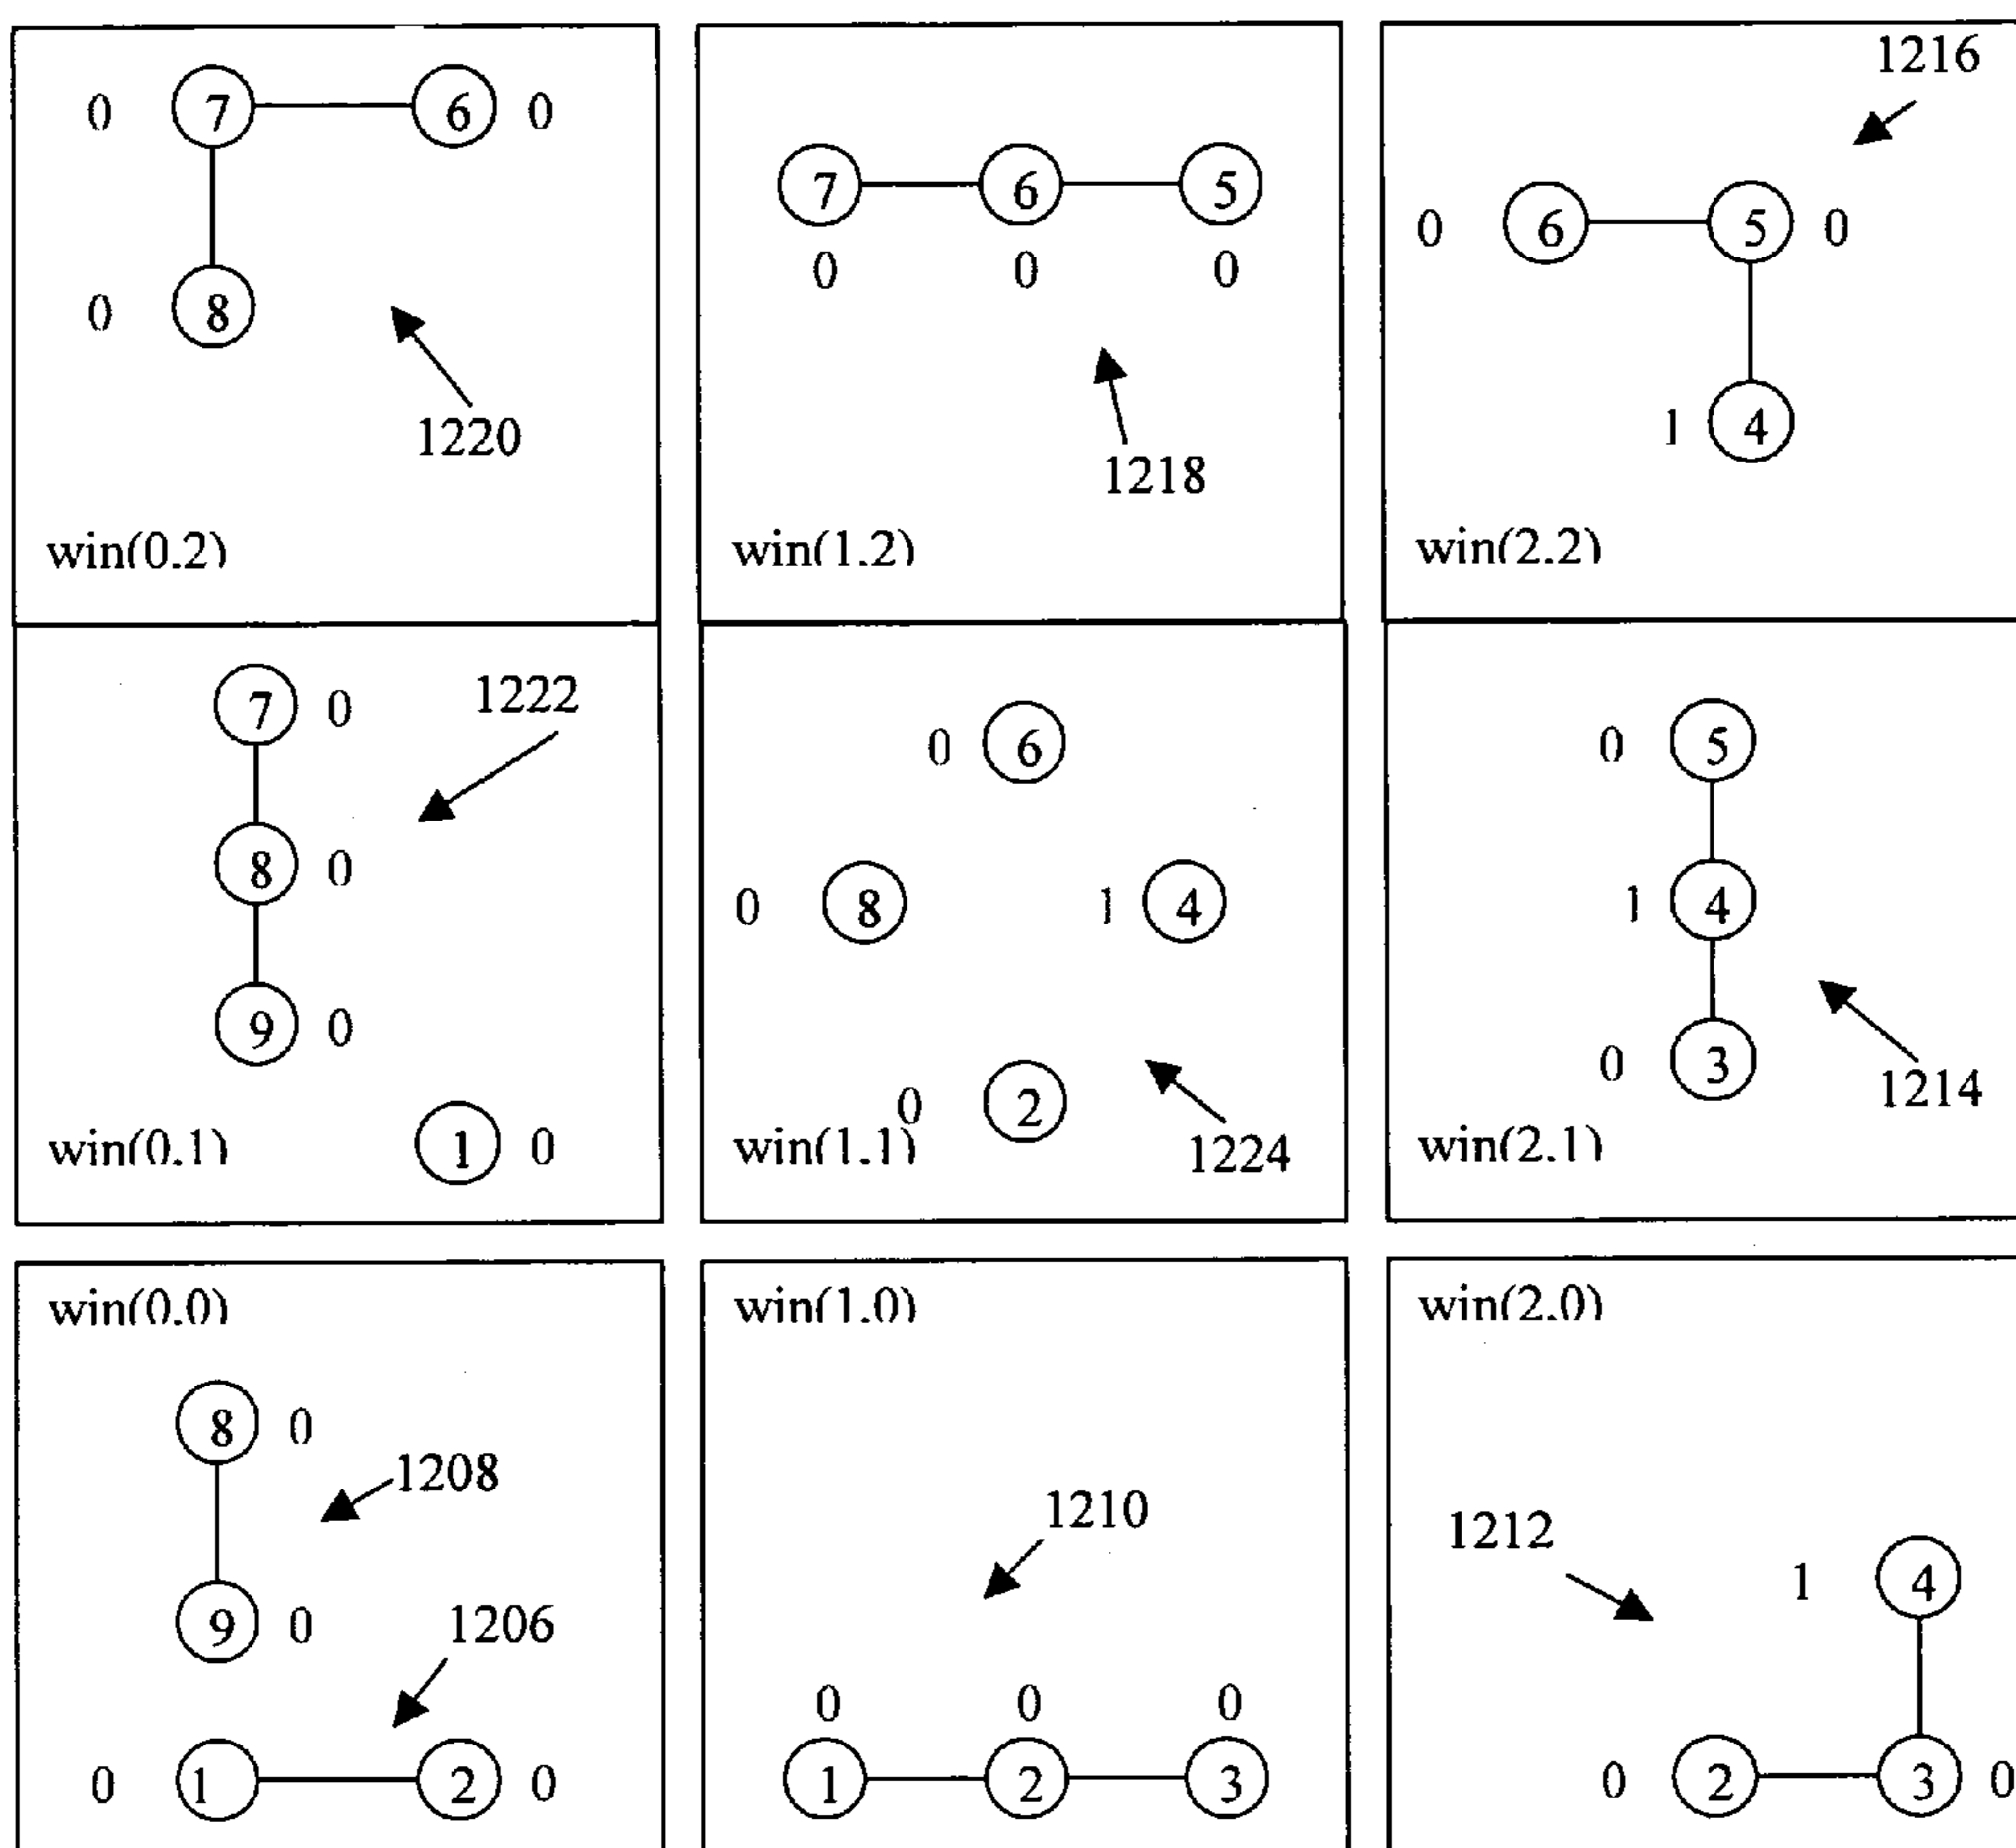 1216
0 7 6 0
7 6 5
0 6 5 0
0 0 0
0 8
1 4
1220
1218
win(0,2)
win(1,2)
win(2,2)
7 0
1222
0 6
0 5
8 0
0 8
1 4
1 4
9 0
0 3
0 2
1214
win(0,1)
1 0
win(1,1)
1224
win(2,1)
win(0,0)
win(1,0)
win(2,0)
8 0
1208
1210
1212
1 4
9 0
1206
0 0 0
0 1 2 0
1 2 3
0 2 3 0